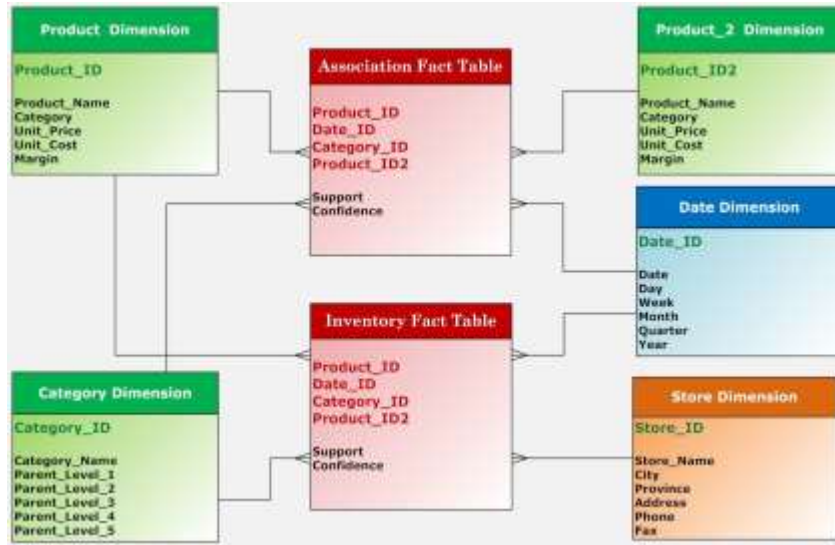 Product Dimension
Product_ID
Product_Name
Category
Unit_Price
Unit_Cost
Margin
Association Fact Table
Product_ID
Date_ID
Category_ID
Product_ID2
Support
Confidence
Product_2 Dimension
Product_ID2
Product_Name
Category
Unit_Price
Unit_Cost
Margin
Date Dimension
Date_ID
Date
Day
Week
Month
Quarter
Year
Inventory Fact Table
Product_ID
Date_ID
Category_ID
Product_ID2
Support
Confidence
Category Dimension
Category_ID
Category_Name
Parent_Level_1
Parent_Level_2
Parent_Level_3
Parent_Level_4
Parent_Level_5
Store Dimension
Store_ID
Store_Name
City
Province
Address
Phone
Fax